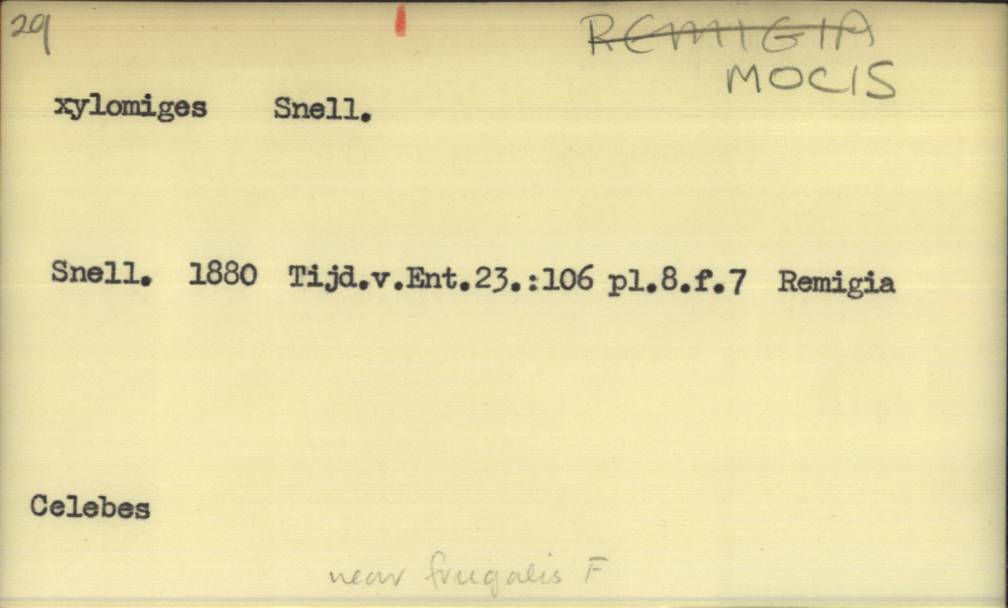 29 REMIGIA
MOCIS
xylomiges Snell.
Snell. 1880 Tijd.v.Ent.23.:106 pl.8.f.7 Remigia
Celebes
near frugalis F